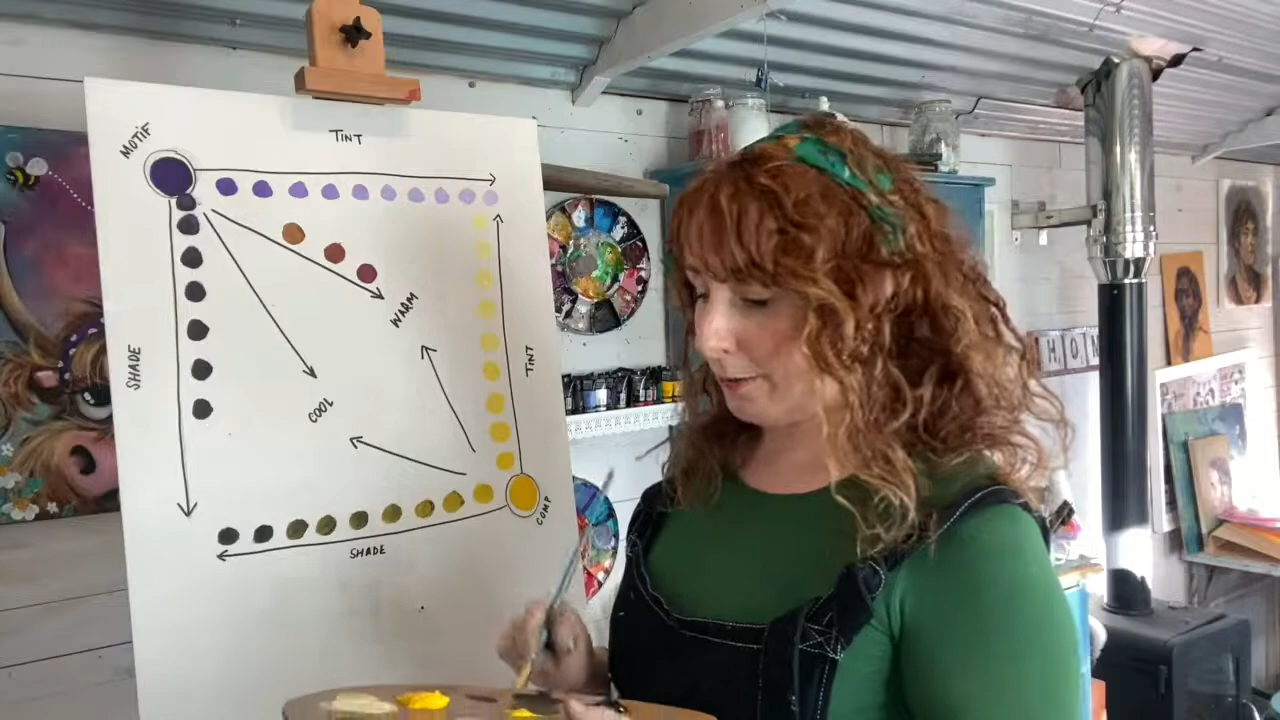 MOTIF
TINT
SHADE
WARM
COOL
TINT
COMP
SHADE
HOM